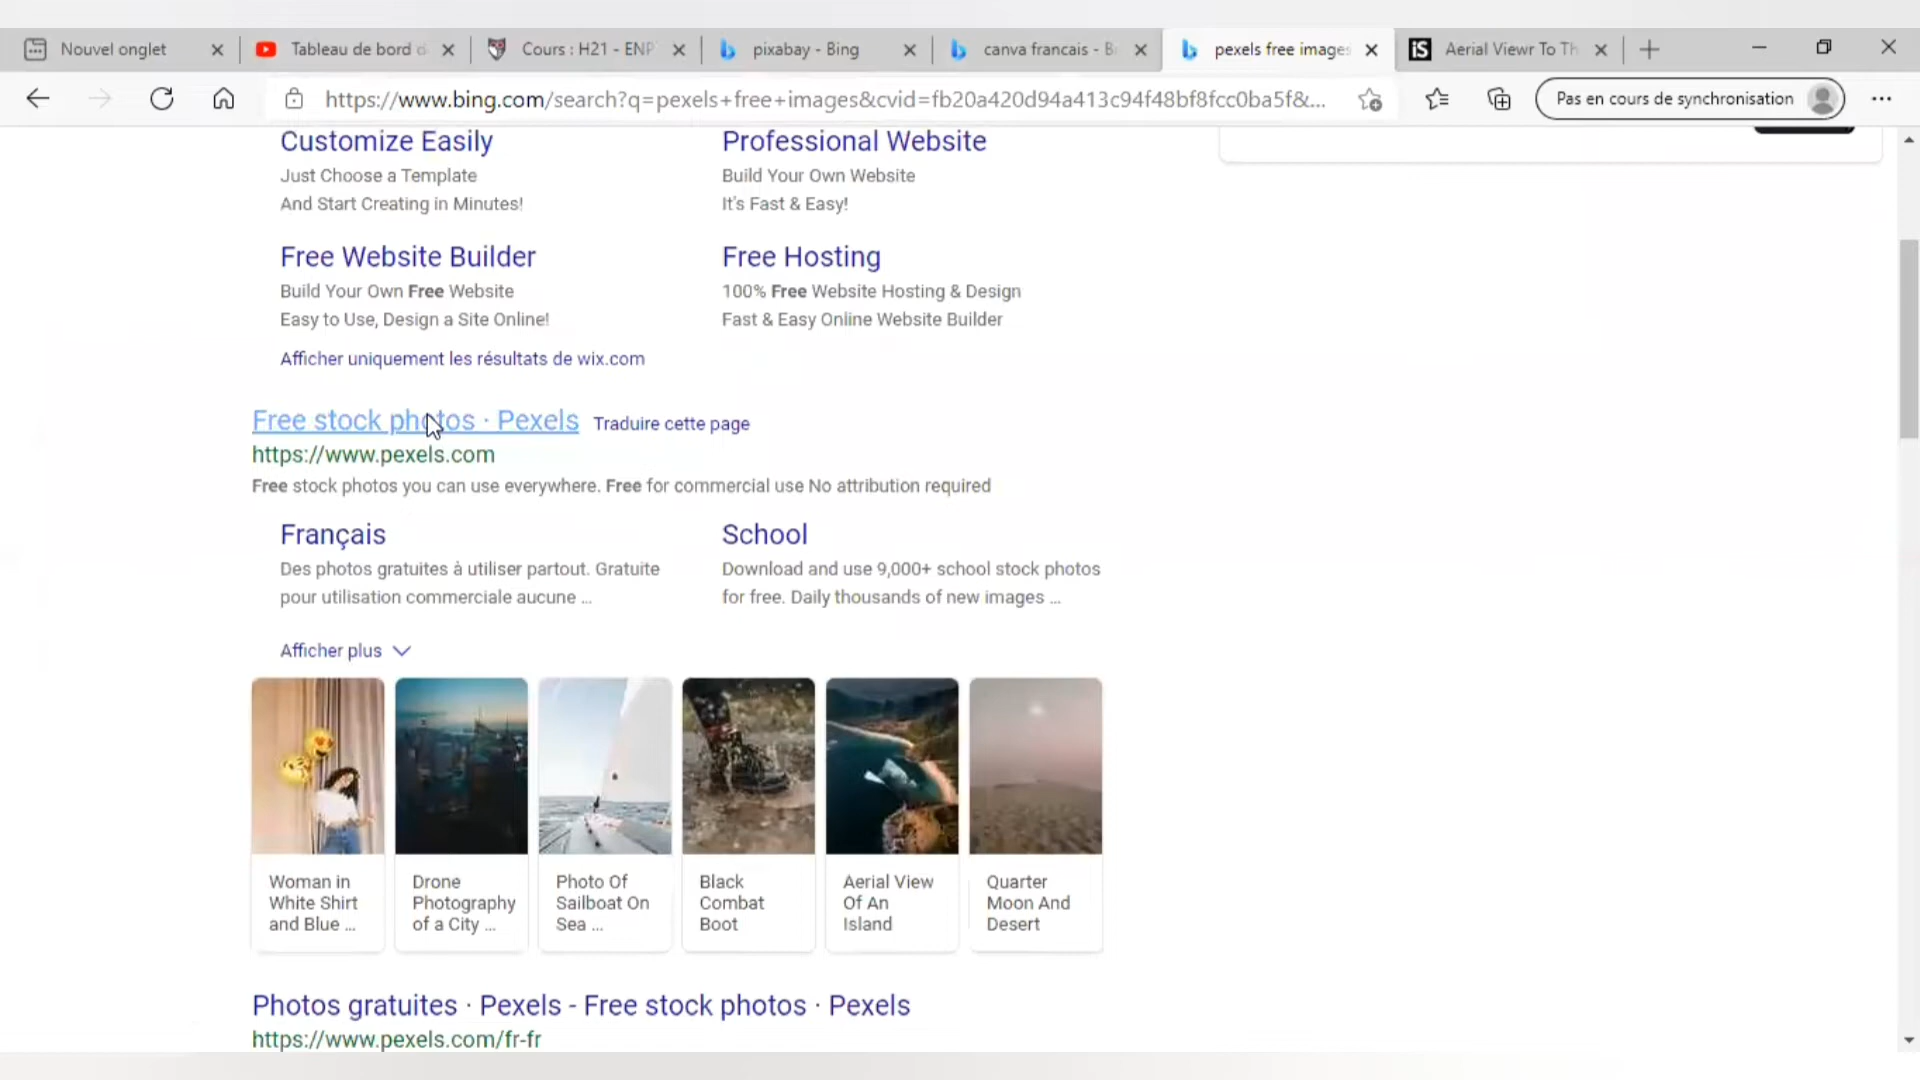 Nouvel onglet
Tableau de bord d
Cours : H21 - ENP
pixabay - Bing
canva francais - B
pexels free images
iS
Aerial Viewr To Th
https://www.bing.com/search?q=pexels+free+images&cvid=fb20a420d94a413c94f48bf8fcc0ba5f&...
Pas en cours de synchronisation
Customize Easily
Just Choose a Template
And Start Creating in Minutes!
Professional Website
Build Your Own Website
It's Fast & Easy!
Free Website Builder
Build Your Own Free Website
Easy to Use, Design a Site Online!
Free Hosting
100% Free Website Hosting & Design
Fast & Easy Online Website Builder
Afficher uniquement les résultats de wix.com
Free stock photos · Pexels
Traduire cette page
https://www.pexels.com
Free stock photos you can use everywhere. Free for commercial use No attribution required
Français
Des photos gratuites à utiliser partout. Gratuite
pour utilisation commerciale aucune ...
School
Download and use 9,000+ school stock photos
for free. Daily thousands of new images ...
Afficher plus
Woman in
White Shirt
and Blue ...
Drone
Photography
of a City ...
Photo Of
Sailboat On
Sea ...
Black
Combat
Boot
Aerial View
Of An
Island
Quarter
Moon And
Desert
Photos gratuites · Pexels - Free stock photos · Pexels
https://www.pexels.com/fr-fr